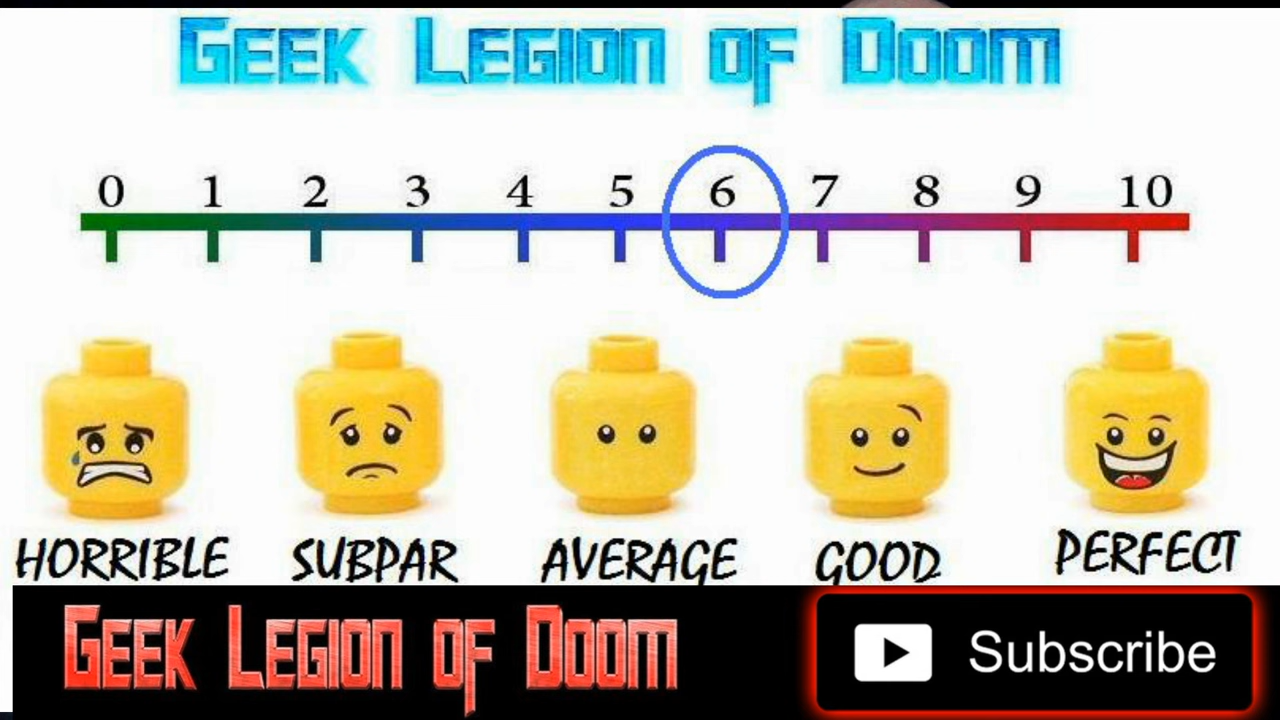 Geek Legion of Doom
0 1 2 3 4 5 6 7 8 9 10
HORRIBLE SUBPAR AVERAGE GOOD PERFECT
Geek Legion of Doom
Subscribe